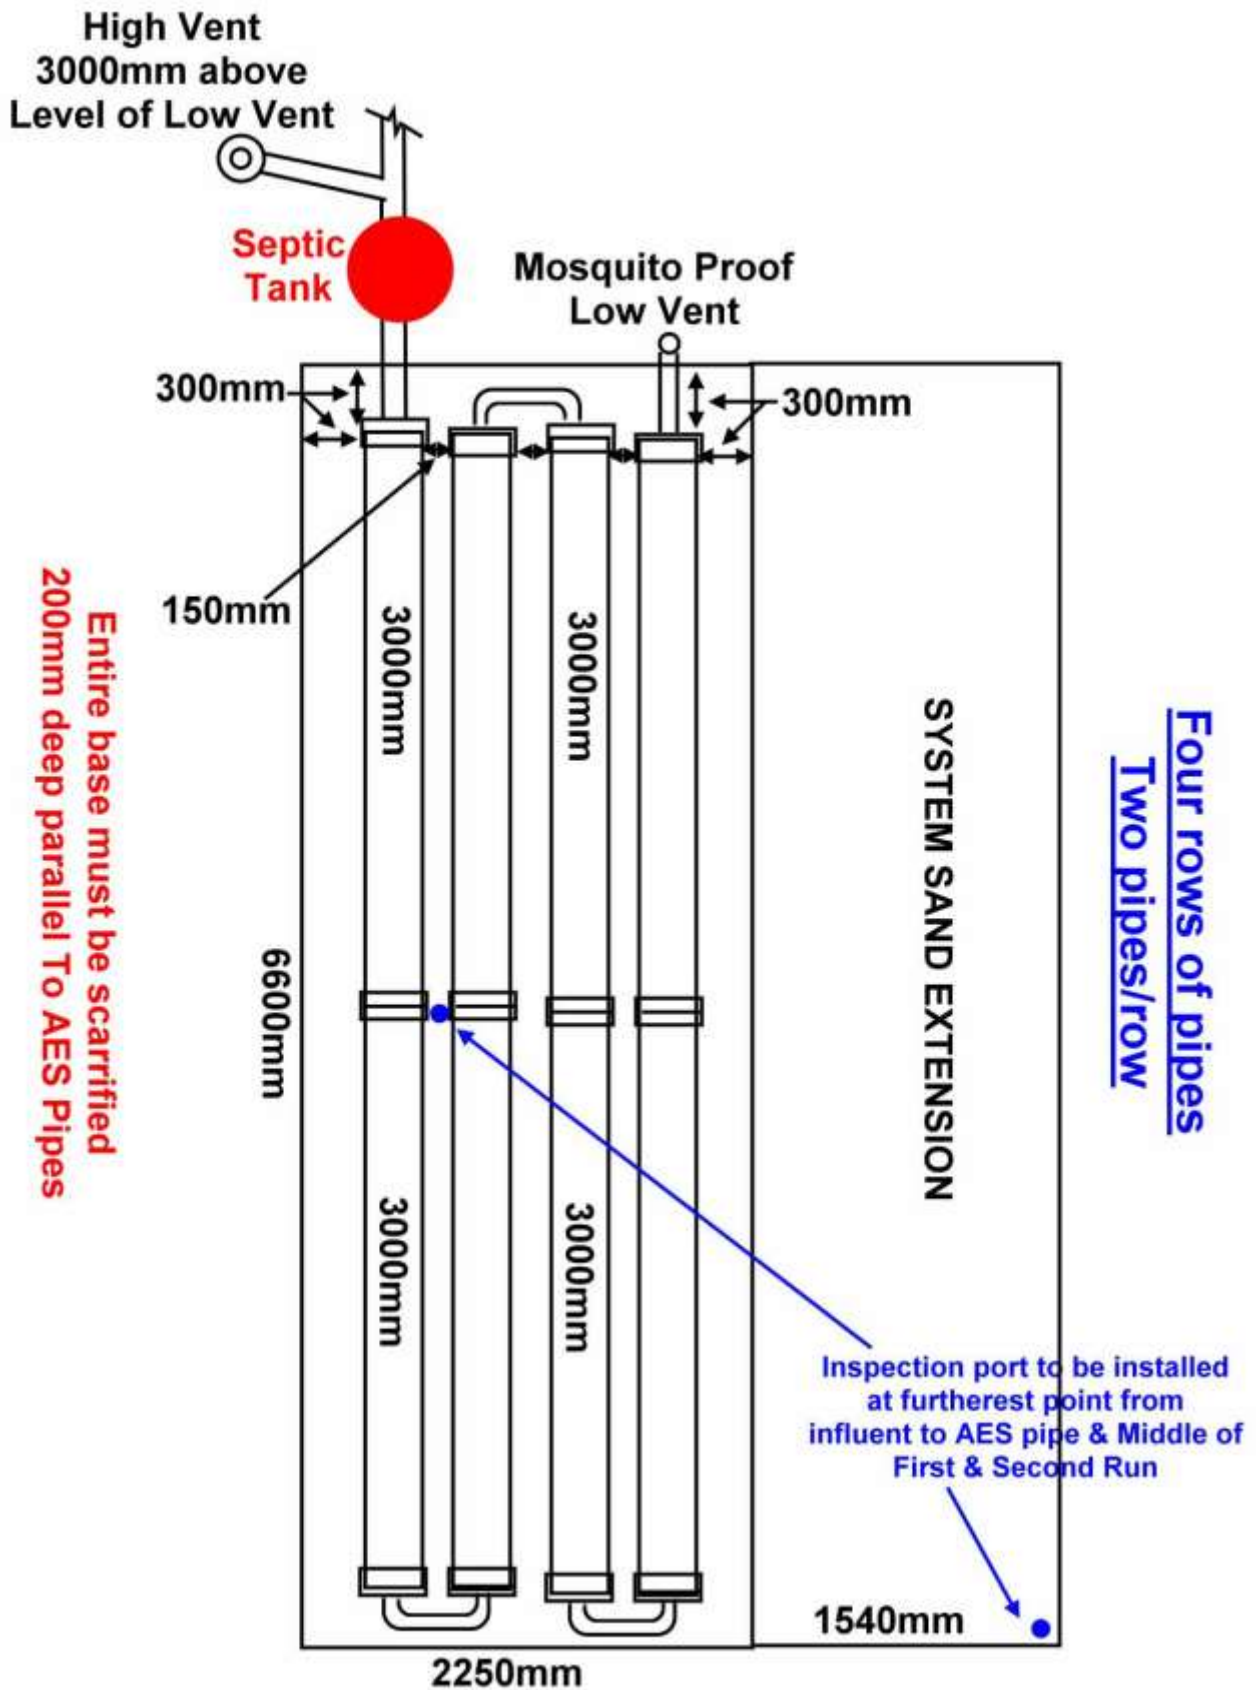 High Vent
3000mm above
Level of Low Vent
Septic
Tank
Mosquito Proof
Low Vent
300mm
300mm
150mm
3000mm
3000mm
Entire base must be scarrified
200mm deep parallel To AES Pipes
SYSTEM SAND EXTENSION
Four rows of pipes
Two pipes/row
6600mm
3000mm
3000mm
Inspection port to be installed
at furtherest point from
influent to AES pipe & Middle of
First & Second Run
1540mm
2250mm